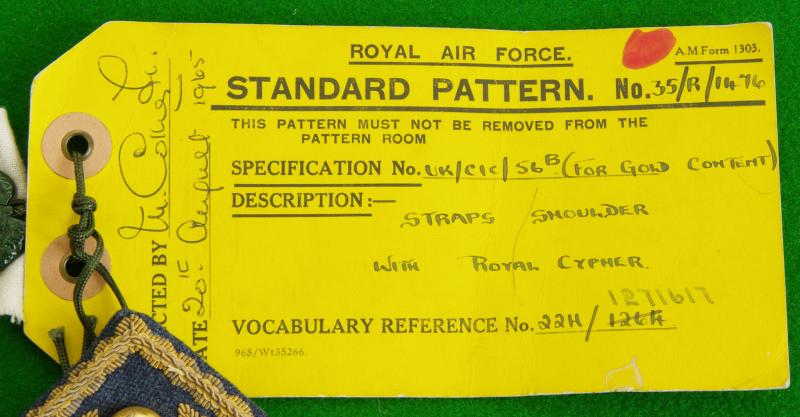 ROYAL AIR FORCE.
A.M.Form 1303.
STANDARD PATTERN. No. 35/R/1476
THIS PATTERN MUST NOT BE REMOVED FROM THE
PATTERN ROOM
SPECIFICATION No. UK/CIC/56B. (FOR GOLD CONTENT)
DESCRIPTION:—
STRAPS / SHOULDER
WITH ROYAL CYPHER.
1271617
VOCABULARY REFERENCE No. 22H/1264.
965/Wt35266.
CTED BY
ATE 20 August 1965